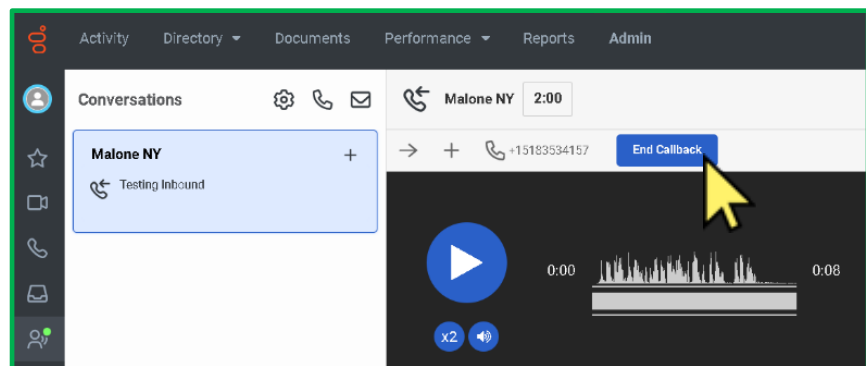 Activity Directory Documents Performance Reports Admin
Conversations
Malone NY
Testing Inbound
Malone NY 2:00
+15183534157 End Callback
0:00 0:08
x2